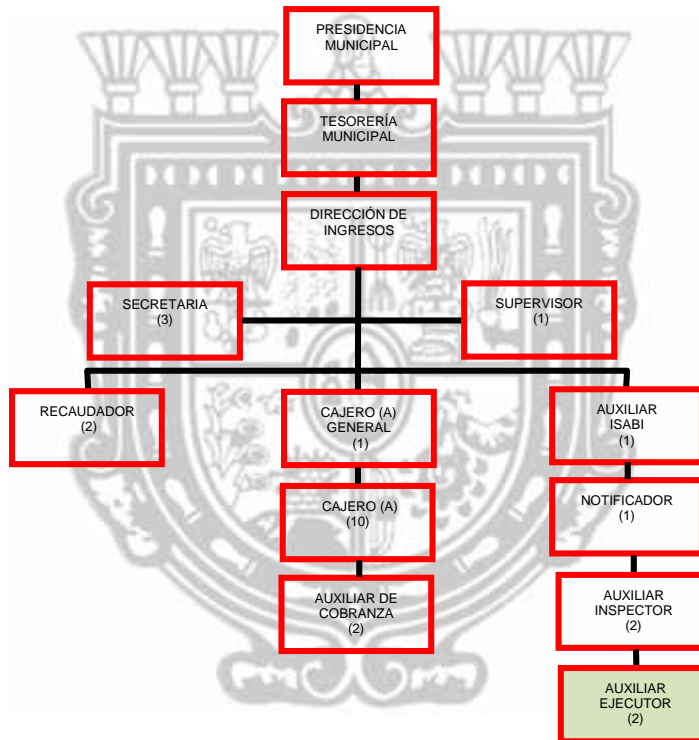 PRESIDENCIA
MUNICIPAL
TESORERÍA
MUNICIPAL
DIRECCIÓN DE
INGRESOS
SECRETARIA
(3)
SUPERVISOR
(1)
RECAUDADOR
(2)
CAJERO (A)
GENERAL
(1)
AUXILIAR
ISABI
(1)
CAJERO (A)
(10)
NOTIFICADOR
(1)
AUXILIAR DE
COBRANZA
(2)
AUXILIAR
INSPECTOR
(2)
AUXILIAR
EJECUTOR
(2)